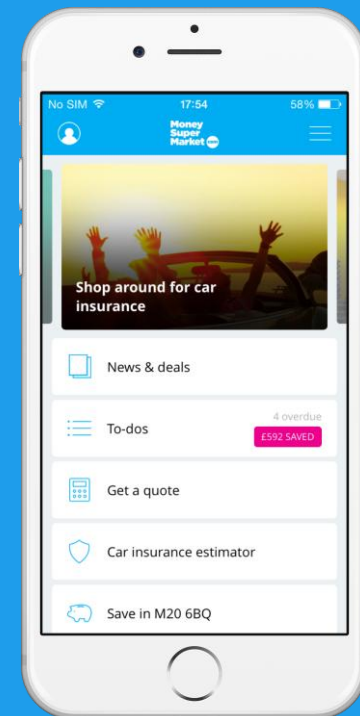 No SIM 17:54 58%
Money
Super
Market com
Shop around for car
insurance
News & deals
4 overdue
To-dos
£592 SAVED
Get a quote
Car insurance estimator
Save in M20 6BQ